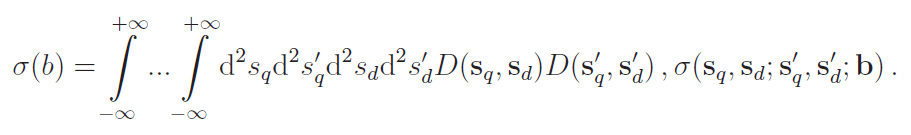 σ(b) = ∫_{−∞}^{+∞} ... ∫_{−∞}^{+∞} d²s_q d²s′_q d²s_d d²s′_d D(𝐬_q, 𝐬_d) D(𝐬′_q, 𝐬′_d) , σ(𝐬_q, 𝐬_d; 𝐬′_q, 𝐬′_d; 𝐛) .